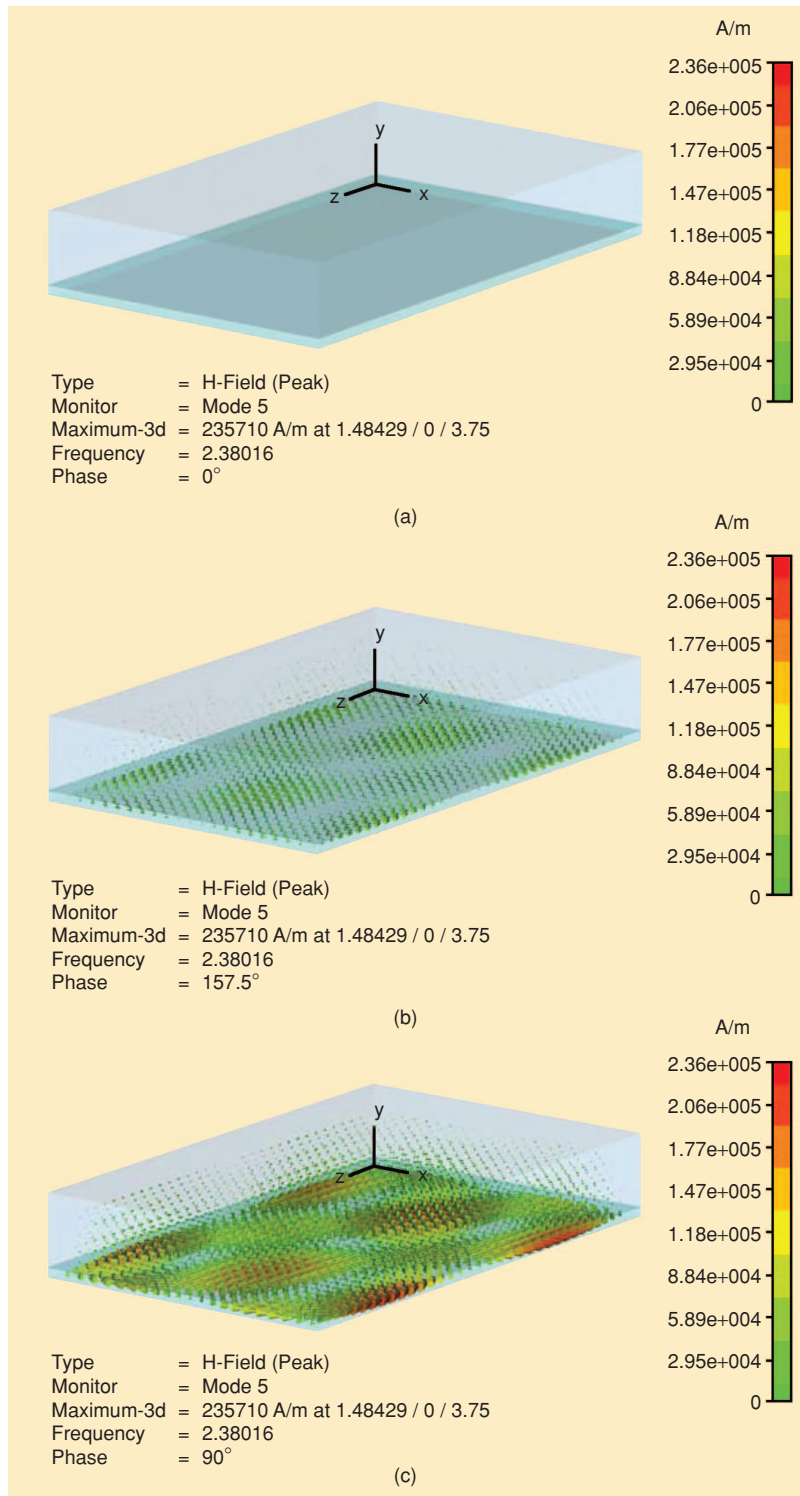 A/m
2.36e+005
2.06e+005
1.77e+005
1.47e+005
1.18e+005
8.84e+004
5.89e+004
2.95e+004
0
y
z
x
Type = H-Field (Peak)
Monitor = Mode 5
Maximum-3d = 235710 A/m at 1.48429 / 0 / 3.75
Frequency = 2.38016
Phase = 0°
(a)
A/m
2.36e+005
2.06e+005
1.77e+005
1.47e+005
1.18e+005
8.84e+004
5.89e+004
2.95e+004
0
y
z
x
Type = H-Field (Peak)
Monitor = Mode 5
Maximum-3d = 235710 A/m at 1.48429 / 0 / 3.75
Frequency = 2.38016
Phase = 157.5°
(b)
A/m
2.36e+005
2.06e+005
1.77e+005
1.47e+005
1.18e+005
8.84e+004
5.89e+004
2.95e+004
0
y
z
x
Type = H-Field (Peak)
Monitor = Mode 5
Maximum-3d = 235710 A/m at 1.48429 / 0 / 3.75
Frequency = 2.38016
Phase = 90°
(c)